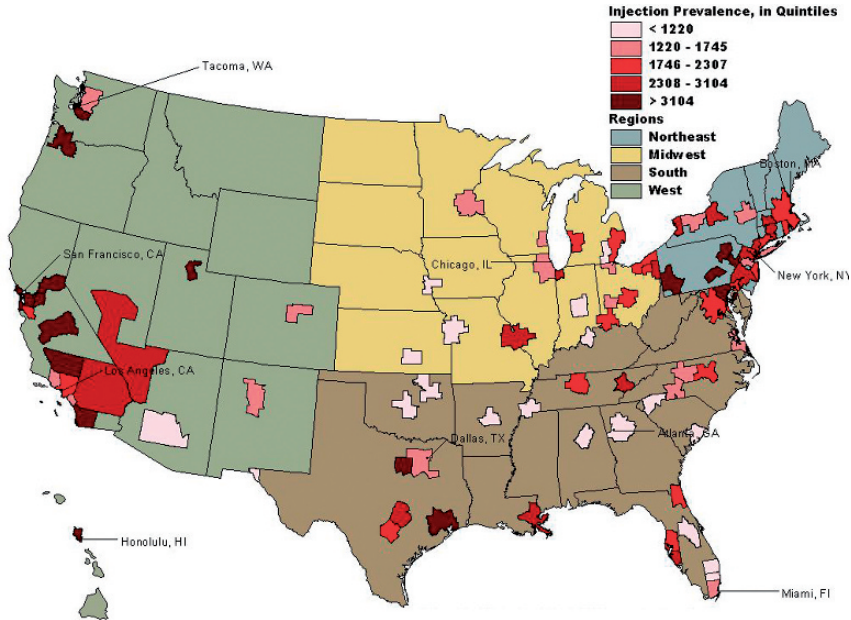 Injection Prevalence, in Quintiles
< 1220
1220 - 1745
1746 - 2307
2308 - 3104
> 3104
Regions
Northeast
Midwest
South
West
Tacoma, WA
Boston, MA
San Francisco, CA
Chicago, IL
New York, NY
Los Angeles, CA
Dallas, TX
Atlanta, GA
Honolulu, HI
Miami, FL